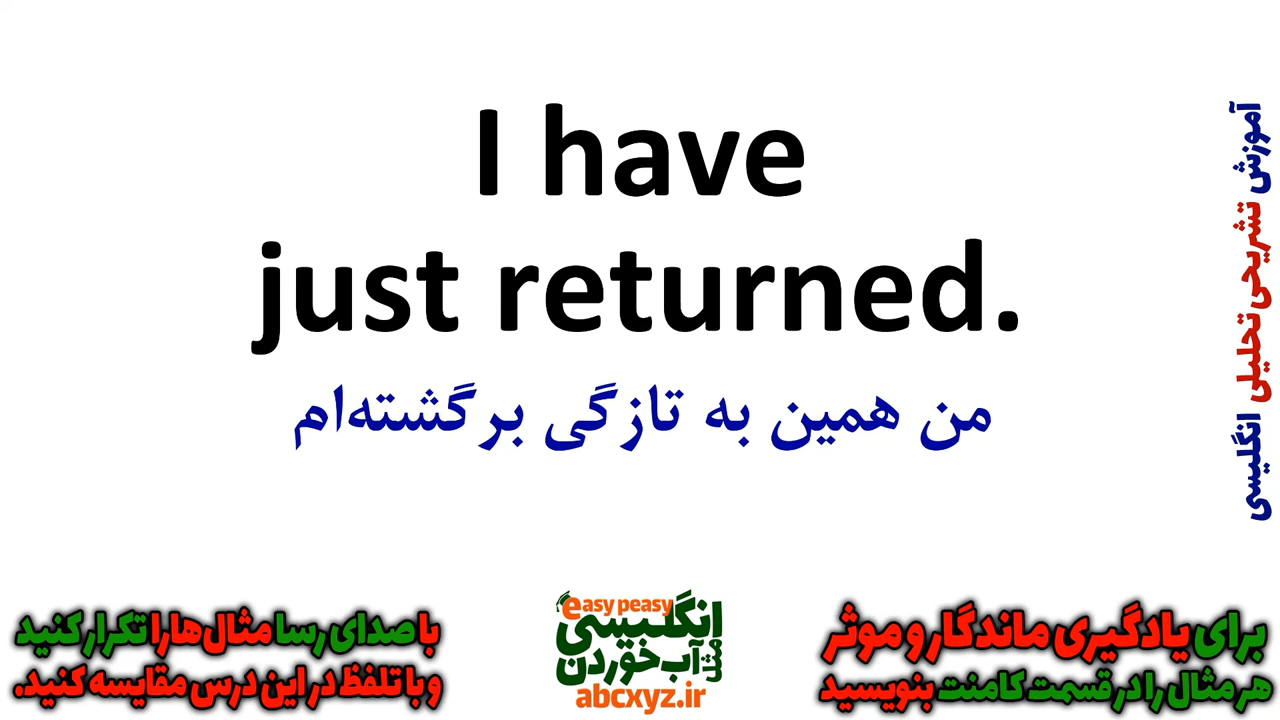 I have
just returned.
من همین به تازگی برگشته‌ام
آموزش تشریحی تحلیلی انگلیسی
برای یادگیری ماندگار و موثر
هر مثال را در قسمت کامنت بنویسید
easy peasy
انگلیسی
مثل آب خوردن
abcxyz.ir
با صدای رسا مثال‌ها را تکرار کنید
و با تلفظ در این درس مقایسه کنید.